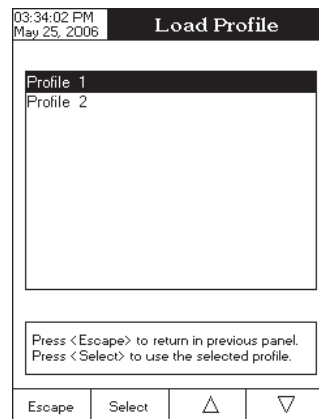 03:34:02 PM
May 25, 2006
Load Profile
Profile 1
Profile 2
Press <Escape> to return in previous panel.
Press <Select> to use the selected profile.
Escape Select △ ▽